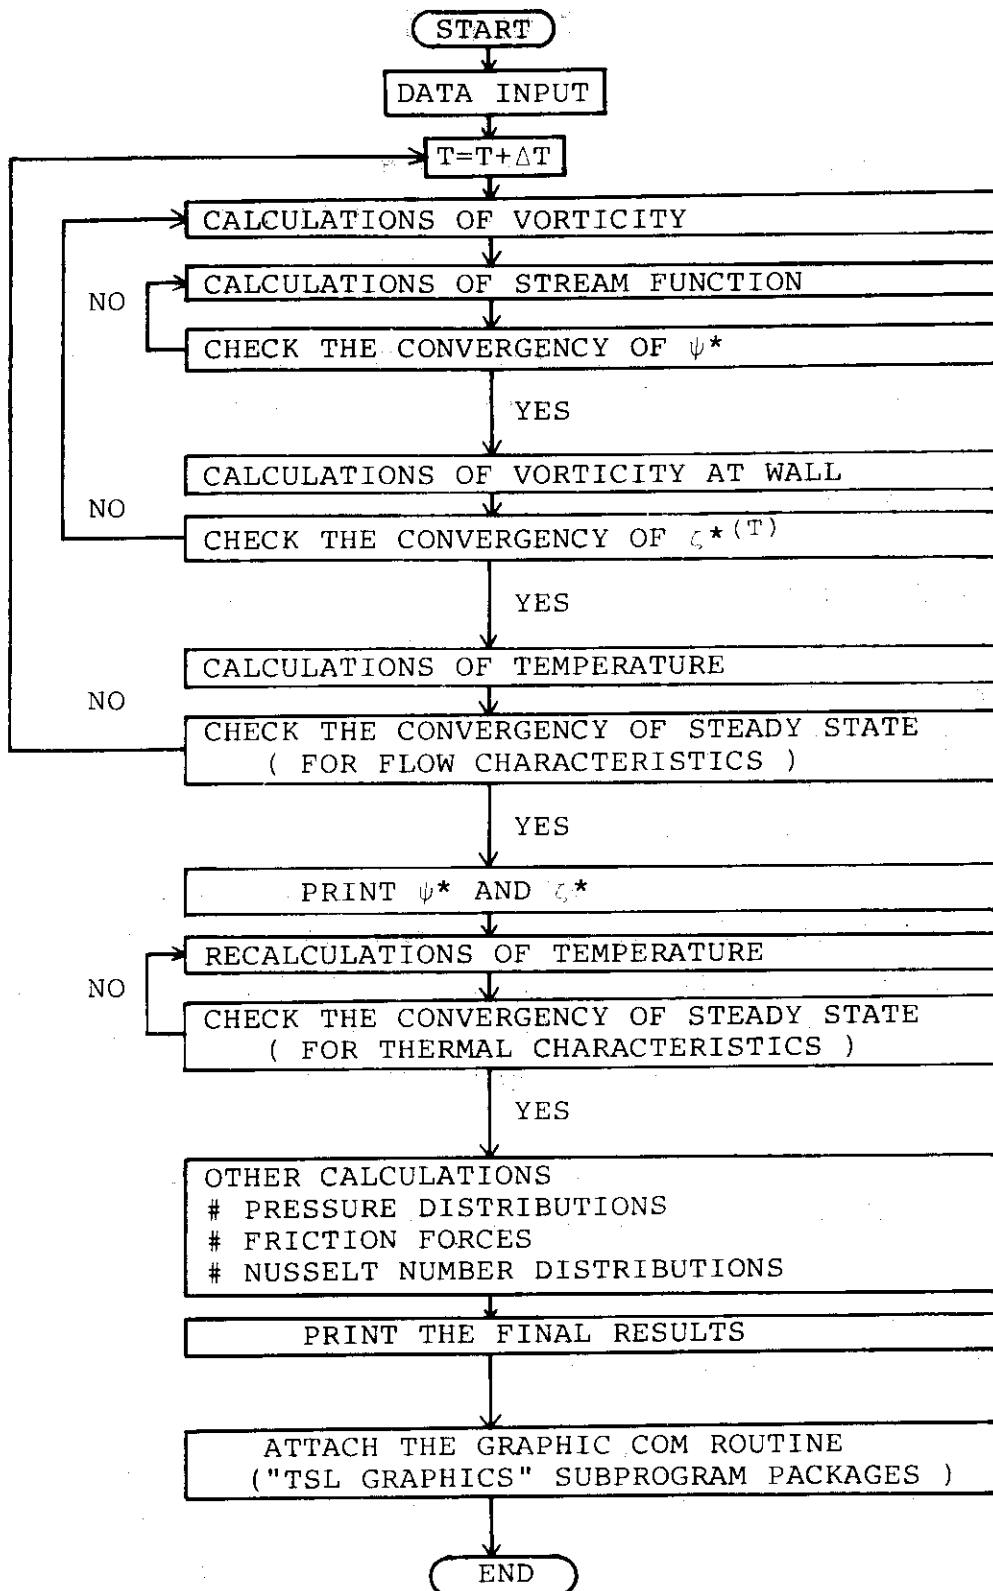 START
DATA INPUT
T=T+ΔT
CALCULATIONS OF VORTICITY
CALCULATIONS OF STREAM FUNCTION
NO
CHECK THE CONVERGENCY OF ψ*
YES
CALCULATIONS OF VORTICITY AT WALL
NO
CHECK THE CONVERGENCY OF ζ*(T)
YES
CALCULATIONS OF TEMPERATURE
NO
CHECK THE CONVERGENCY OF STEADY STATE
( FOR FLOW CHARACTERISTICS )
YES
PRINT ψ* AND ζ*
RECALCULATIONS OF TEMPERATURE
NO
CHECK THE CONVERGENCY OF STEADY STATE
( FOR THERMAL CHARACTERISTICS )
YES
OTHER CALCULATIONS
# PRESSURE DISTRIBUTIONS
# FRICTION FORCES
# NUSSELT NUMBER DISTRIBUTIONS
PRINT THE FINAL RESULTS
ATTACH THE GRAPHIC COM ROUTINE
("TSL GRAPHICS" SUBPROGRAM PACKAGES )
END